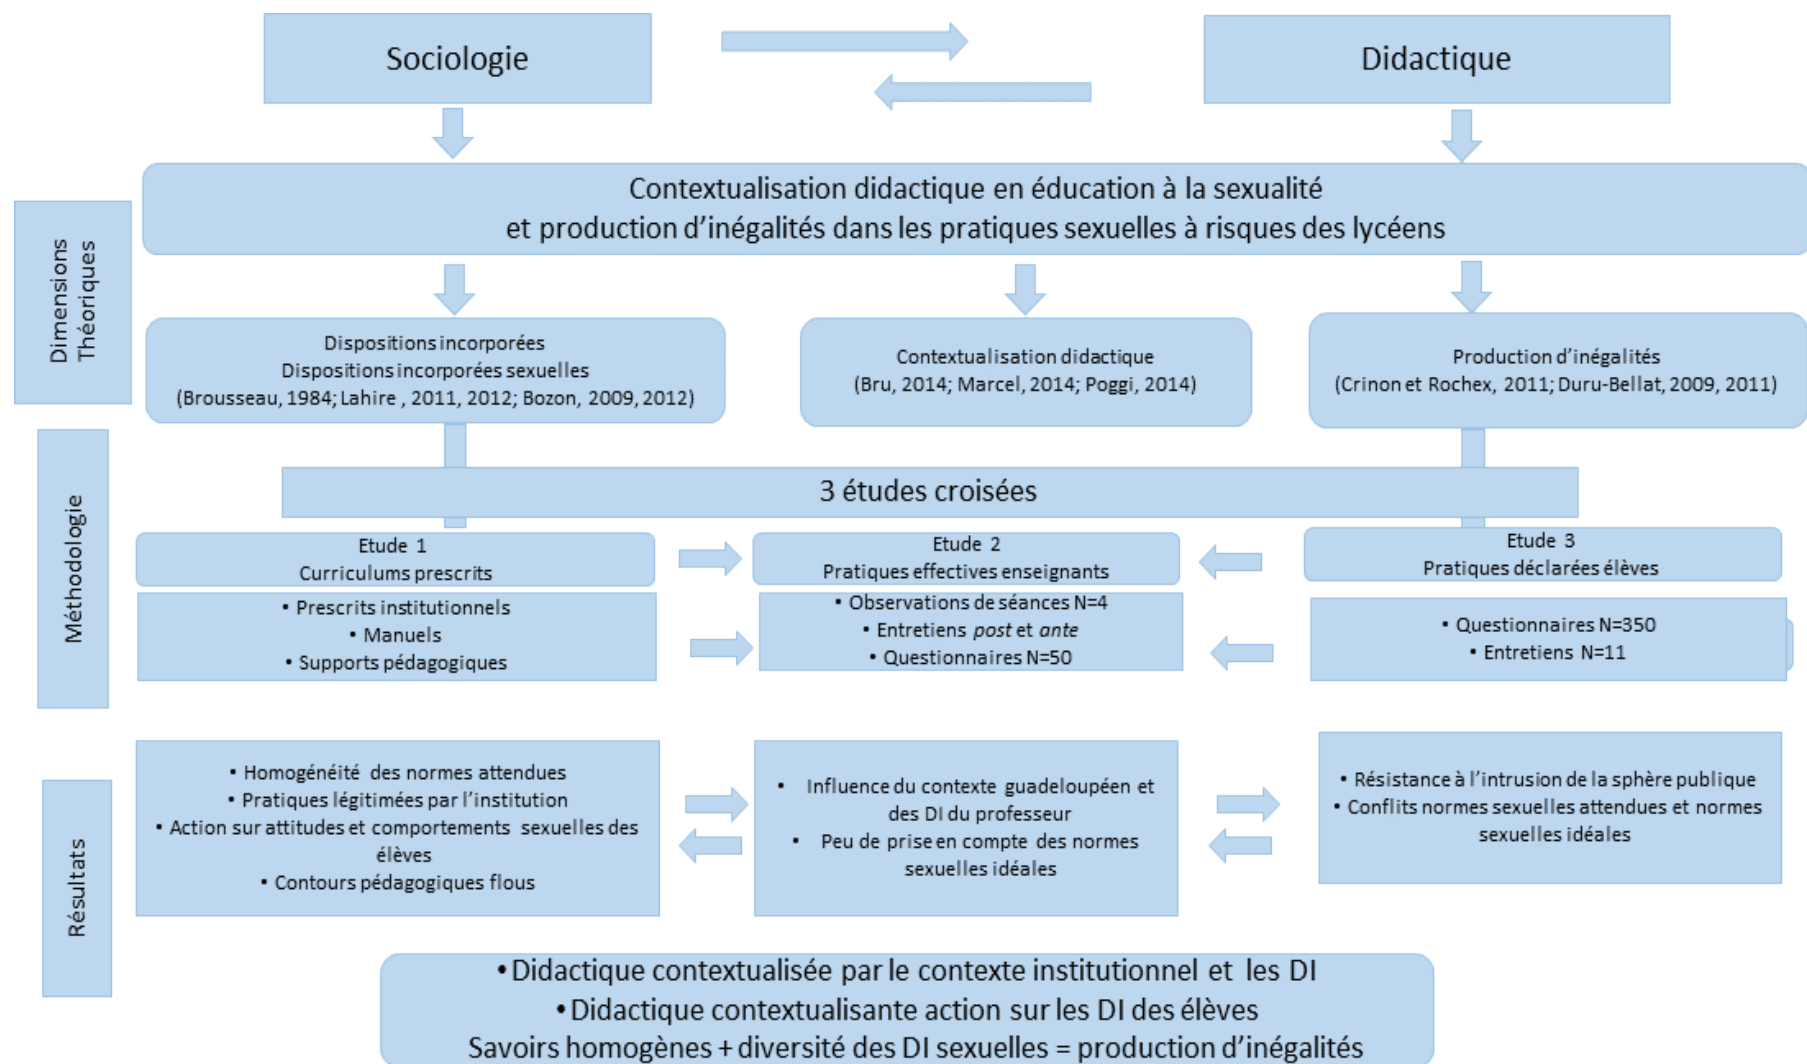 Sociologie
Didactique
Contextualisation didactique en éducation à la sexualité
et production d'inégalités dans les pratiques sexuelles à risques des lycéens
Dimensions
Théoriques
Dispositions incorporées
Dispositions incorporées sexuelles
(Brousseau, 1984; Lahire , 2011, 2012; Bozon, 2009, 2012)
Contextualisation didactique
(Bru, 2014; Marcel, 2014; Poggi, 2014)
Production d'inégalités
(Crinon et Rochex, 2011; Duru-Bellat, 2009, 2011)
Méthodologie
3 études croisées
Etude 1
Curriculums prescrits
Etude 2
Pratiques effectives enseignants
Etude 3
Pratiques déclarées élèves
• Prescrits institutionnels
• Manuels
• Supports pédagogiques
• Observations de séances N=4
• Entretiens post et ante
• Questionnaires N=50
• Questionnaires N=350
• Entretiens N=11
Résultats
• Homogénéité des normes attendues
• Pratiques légitimées par l'institution
• Action sur attitudes et comportements sexuelles des
élèves
• Contours pédagogiques flous
• Influence du contexte guadeloupéen et
des DI du professeur
• Peu de prise en compte des normes
sexuelles idéales
• Résistance à l'intrusion de la sphère publique
• Conflits normes sexuelles attendues et normes
sexuelles idéales
•Didactique contextualisée par le contexte institutionnel et les DI
•Didactique contextualisante action sur les DI des élèves
Savoirs homogènes + diversité des DI sexuelles = production d'inégalités